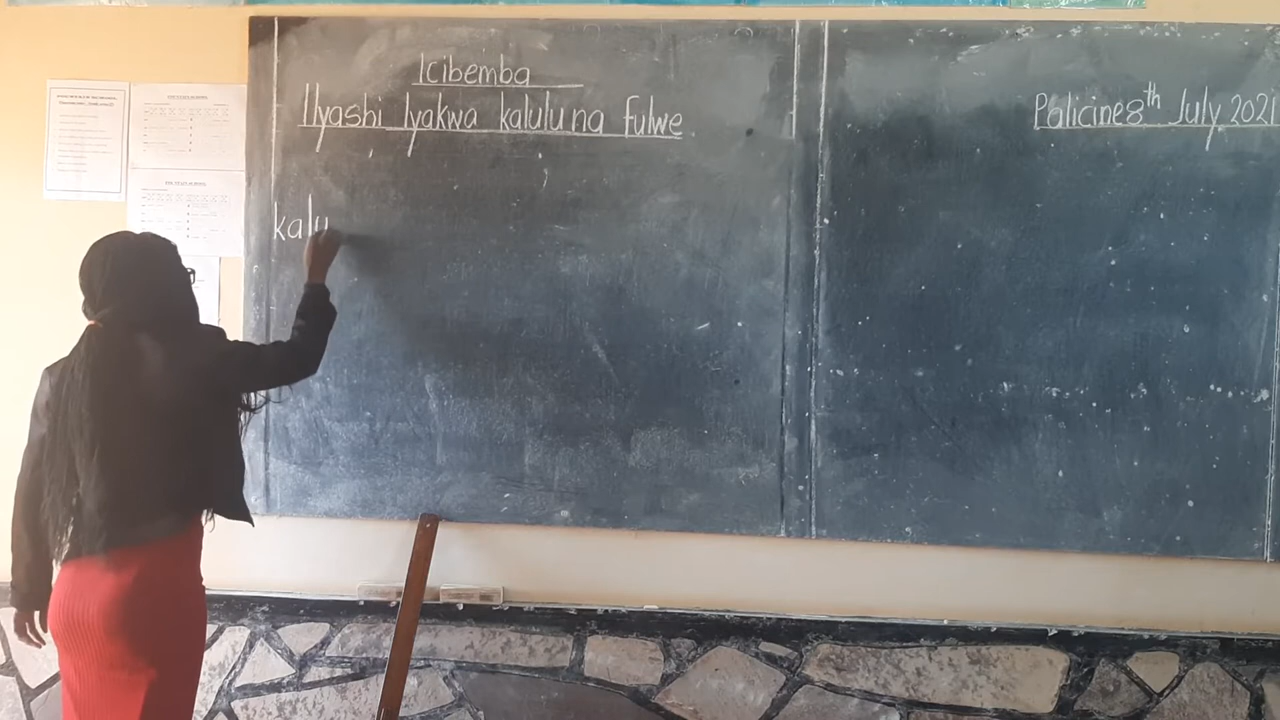 Icibemba
Ilyashi lyakwa kalulu na fulwe.
Palicine 8th July 2021
kalu